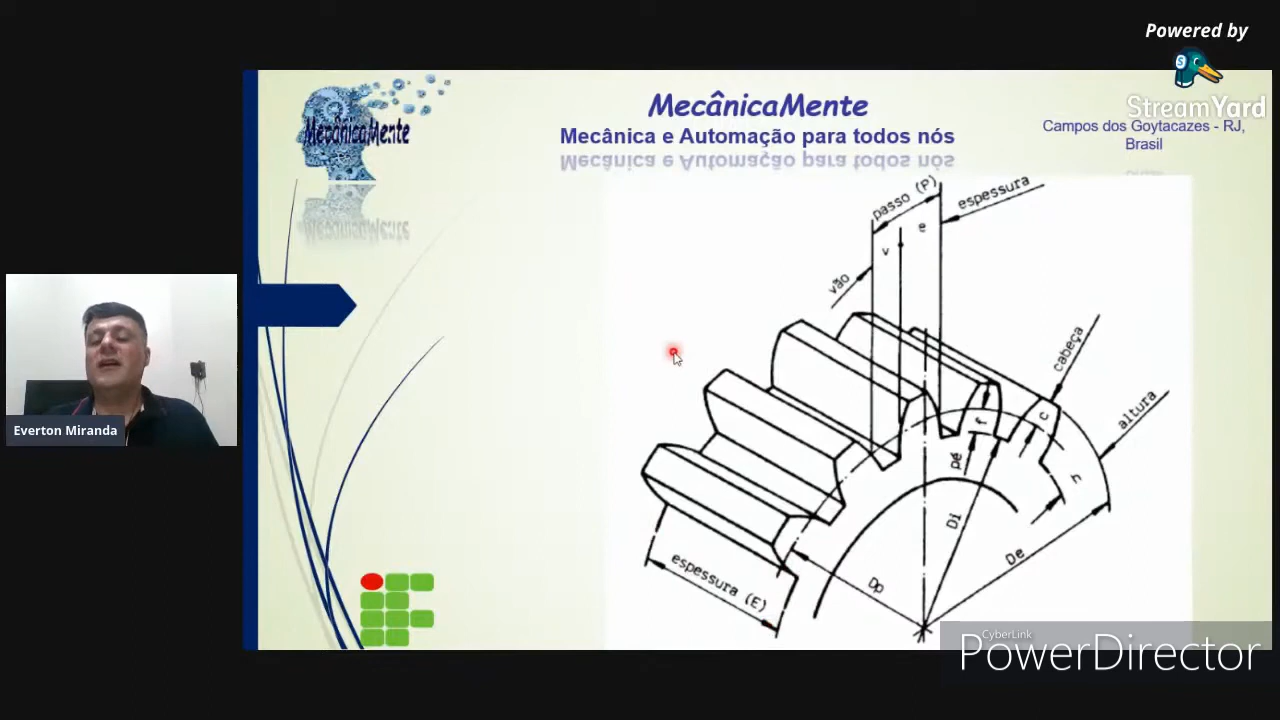 Powered by
StreamYard
MecânicaMente
MecânicaMente
Mecânica e Automação para todos nós
Campos dos Goytacazes - RJ,
Brasil
passo (P)
espessura
e
v
vão
cabeça
altura
c
f
pé
h
Di
De
Dp
espessura (E)
Everton Miranda
CyberLink
PowerDirector